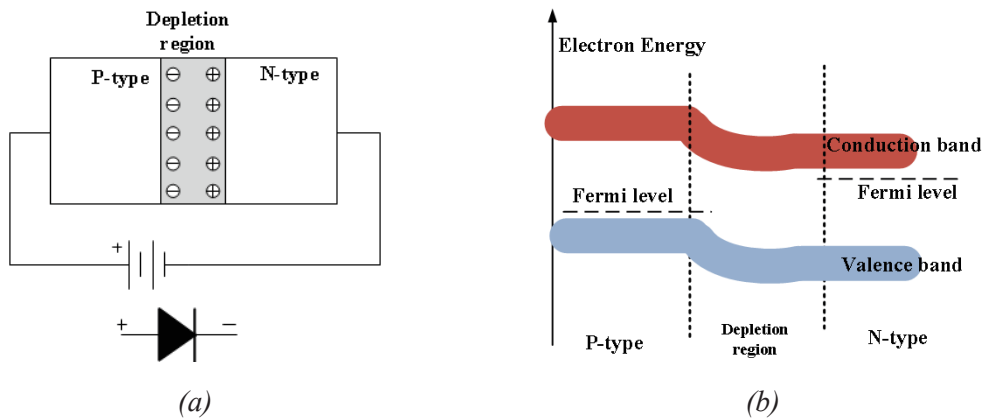 Depletion
region
P-type
N-type
⊖ ⊕
⊖ ⊕
⊖ ⊕
⊖ ⊕
⊖ ⊕
+
+ −
(a)
Electron Energy
Conduction band
Fermi level
Fermi level
Valence band
P-type
Depletion
region
N-type
(b)